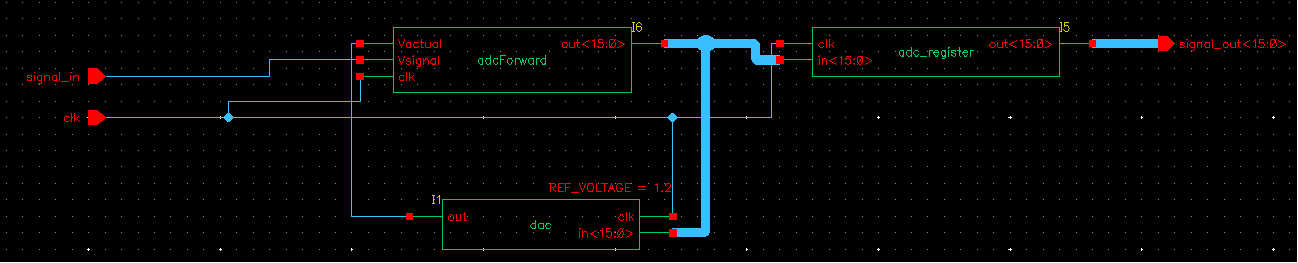 I6
I5
Vactual
out<15:0>
clk
out<15:0>
signal_out<15:0>
adcForward
adc_register
Vsignal
in<15:0>
signal_in
clk
clk
REF_VOLTAGE = 1.2
I1
out
clk
dac
in<15:0>